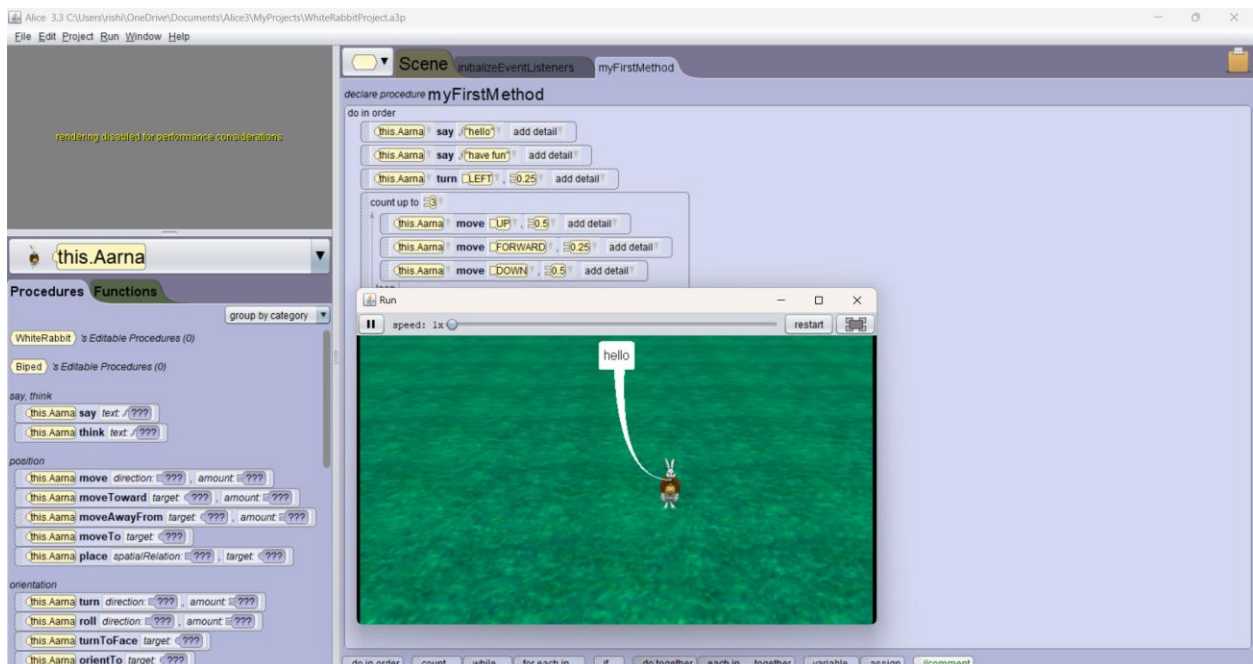 Alice 3.3 C:\Users\rishi\OneDrive\Documents\Alice3\MyProjects\WhiteRabbitProject.a3p
File Edit Project Run Window Help
rendering disabled for performance considerations
this.Aarna
Procedures Functions
group by category
WhiteRabbit 's Editable Procedures (0)
Biped 's Editable Procedures (0)
say, think
this.Aarna say text: ???
this.Aarna think text: ???
position
this.Aarna move direction: ??? , amount: ???
this.Aarna moveToward target: ??? , amount: ???
this.Aarna moveAwayFrom target: ??? , amount: ???
this.Aarna moveTo target: ???
this.Aarna place spatialRelation: ??? , target: ???
orientation
this.Aarna turn direction: ??? , amount: ???
this.Aarna roll direction: ??? , amount: ???
this.Aarna turnToFace target: ???
this.Aarna orientTo target: ???
Scene initializeEventListeners myFirstMethod
declare procedure myFirstMethod
do in order
this.Aarna say "hello" add detail
this.Aarna say "have fun" add detail
this.Aarna turn LEFT , 0.25 add detail
count up to 3
this.Aarna move UP , 0.5 add detail
this.Aarna move FORWARD , 0.25 add detail
this.Aarna move DOWN , 0.5 add detail
loop
Run
speed: 1x restart
hello
do in order count while for each in if do together each in together variable assign //comment